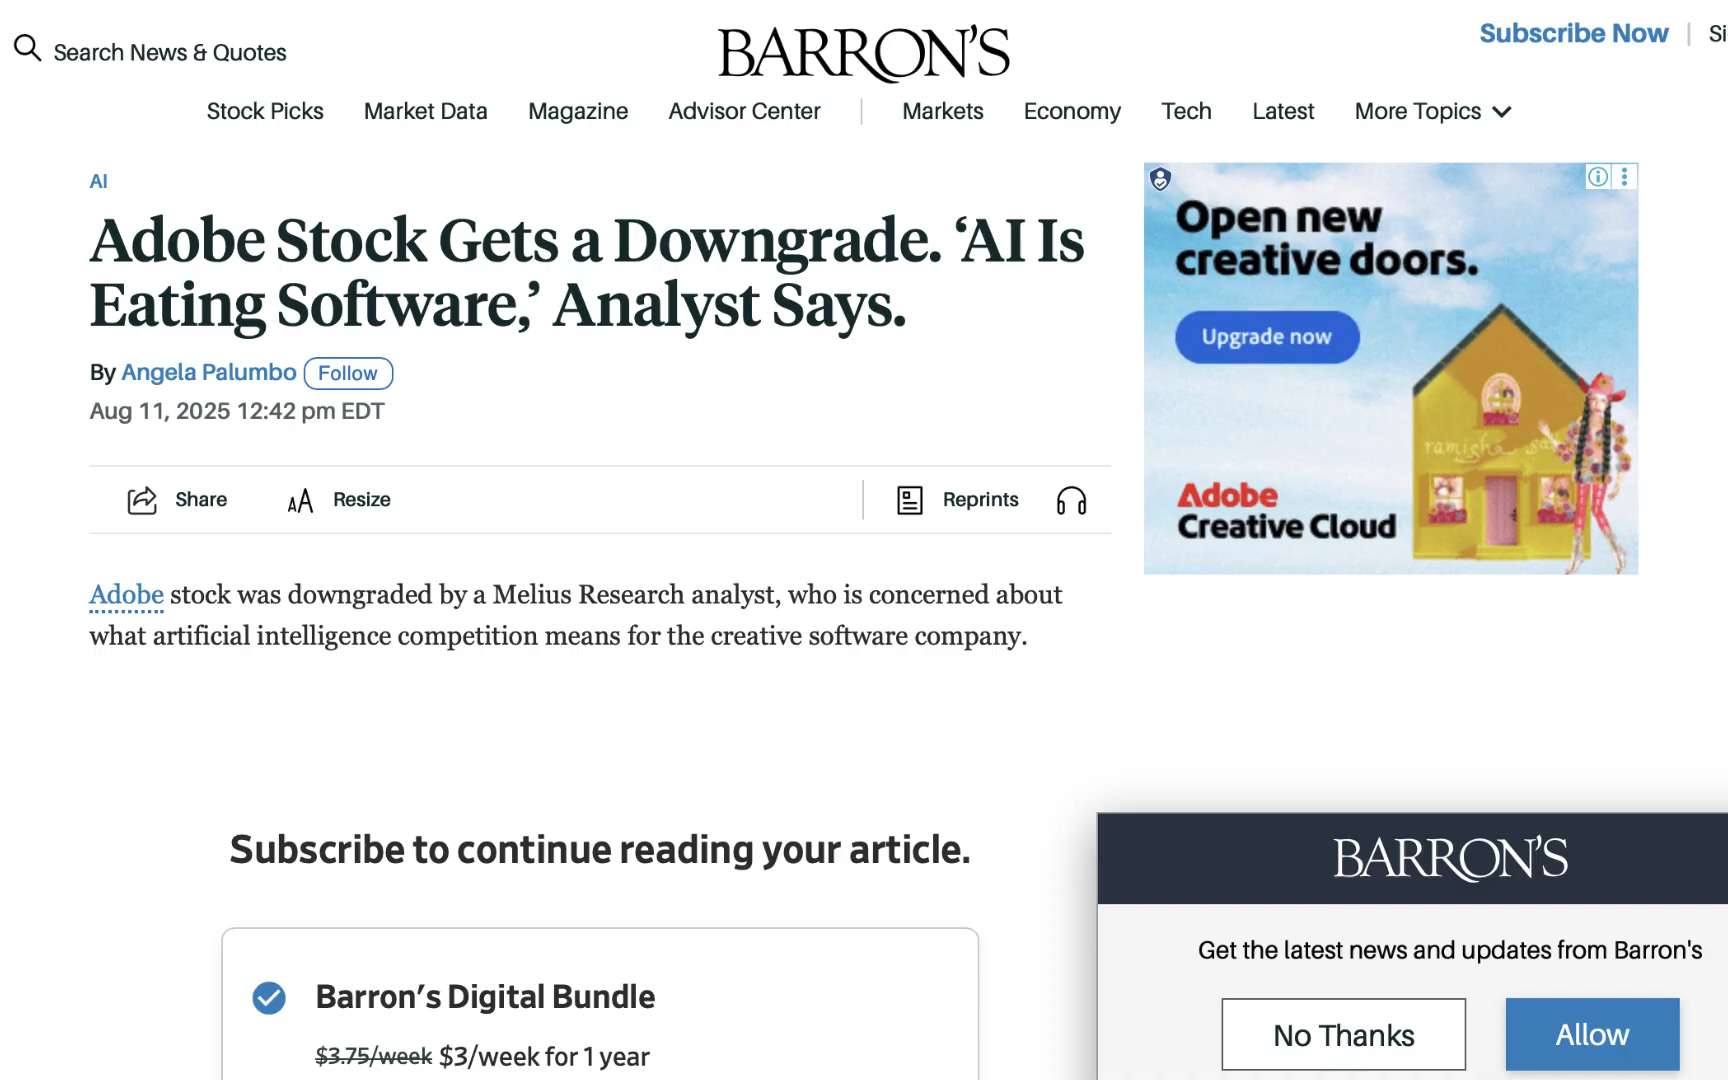 Search News & Quotes
BARRON'S
Subscribe Now
Stock Picks
Market Data
Magazine
Advisor Center
Markets
Economy
Tech
Latest
More Topics
AI
Adobe Stock Gets a Downgrade. ‘AI Is
Eating Software,’ Analyst Says.
By Angela Palumbo Follow
Aug 11, 2025 12:42 pm EDT
Share
Resize
Reprints
Adobe stock was downgraded by a Melius Research analyst, who is concerned about
what artificial intelligence competition means for the creative software company.
Open new
creative doors.
Upgrade now
Adobe
Creative Cloud
Subscribe to continue reading your article.
Barron’s Digital Bundle
$3.75/week $3/week for 1 year
BARRON'S
Get the latest news and updates from Barron's
No Thanks
Allow